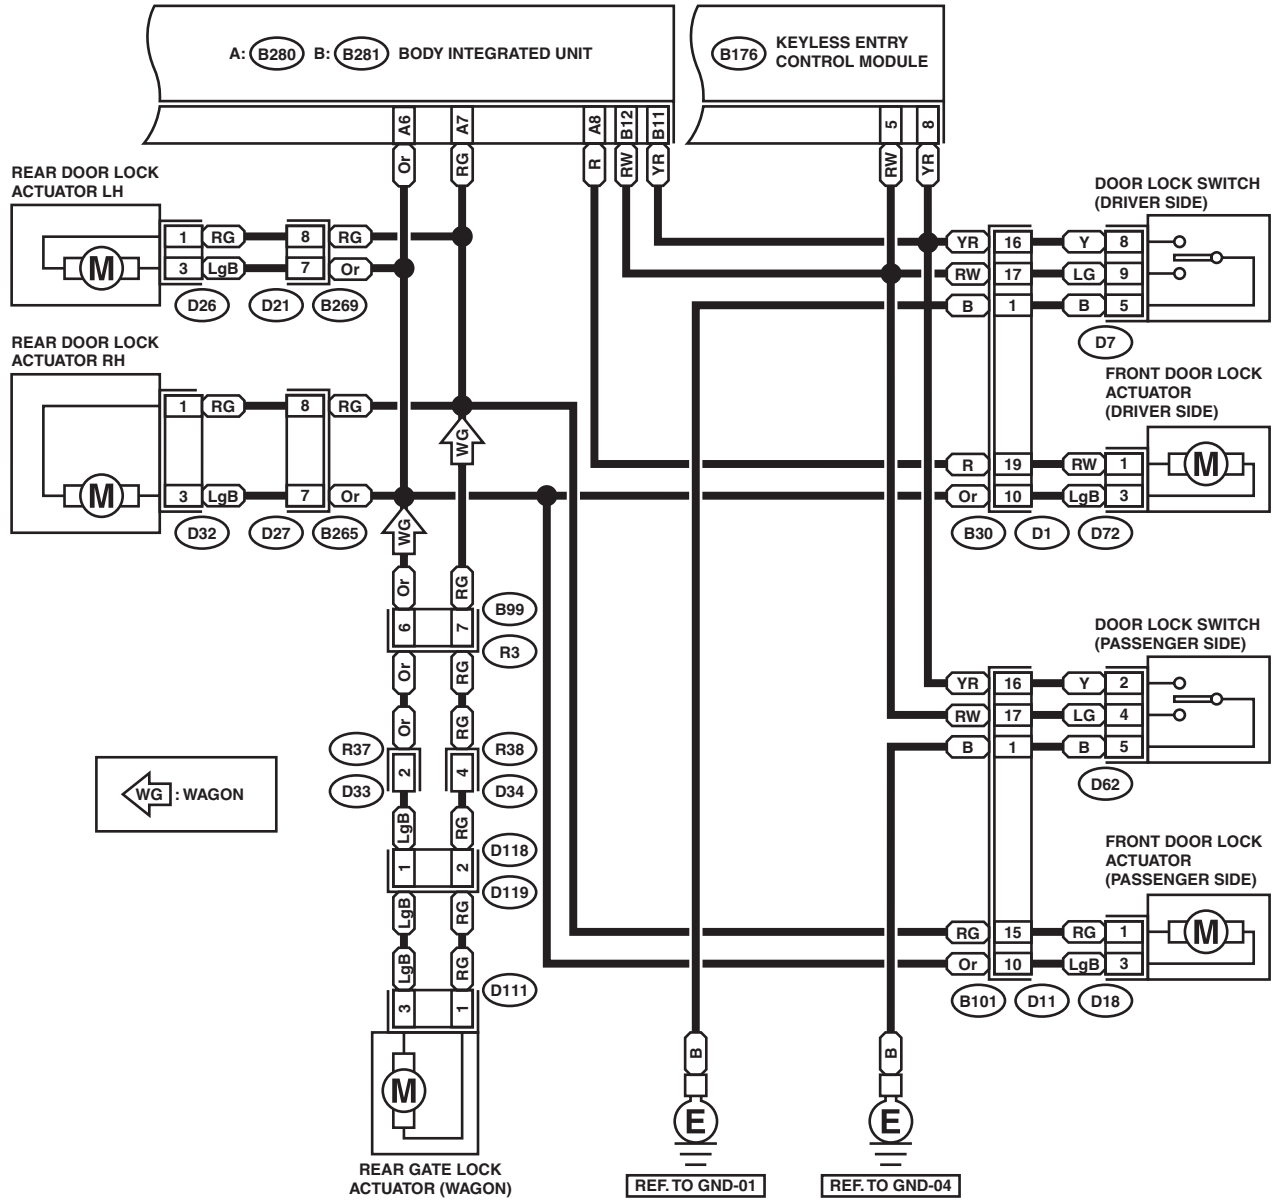 A: B280 B: B281 BODY INTEGRATED UNIT
B176 KEYLESS ENTRY
CONTROL MODULE
A6 A7 A8 B12 B11 5 8
Or RG R RW YR RW YR
REAR DOOR LOCK
ACTUATOR LH
M
1 RG 8 RG
3 LgB 7 Or
D26 D21 B269
REAR DOOR LOCK
ACTUATOR RH
M
1 RG 8 RG
3 LgB 7 Or
D32 D27 B265
WG
WG
Or RG
6 7
B99
R3
Or RG
Or RG
R37 2 4 R38
D33 D34
LgB RG
1 2
D118
D119
LgB RG
LgB RG
3 1
D111
M
REAR GATE LOCK
ACTUATOR (WAGON)
WG : WAGON
DOOR LOCK SWITCH
(DRIVER SIDE)
YR 16 Y 8
RW 17 LG 9
B 1 B 5
D7
FRONT DOOR LOCK
ACTUATOR
(DRIVER SIDE)
R 19 RW 1
Or 10 LgB 3
M
B30 D1 D72
DOOR LOCK SWITCH
(PASSENGER SIDE)
YR 16 Y 2
RW 17 LG 4
B 1 B 5
D62
FRONT DOOR LOCK
ACTUATOR
(PASSENGER SIDE)
RG 15 RG 1
Or 10 LgB 3
M
B101 D11 D18
B B
E E
REF. TO GND-01 REF. TO GND-04